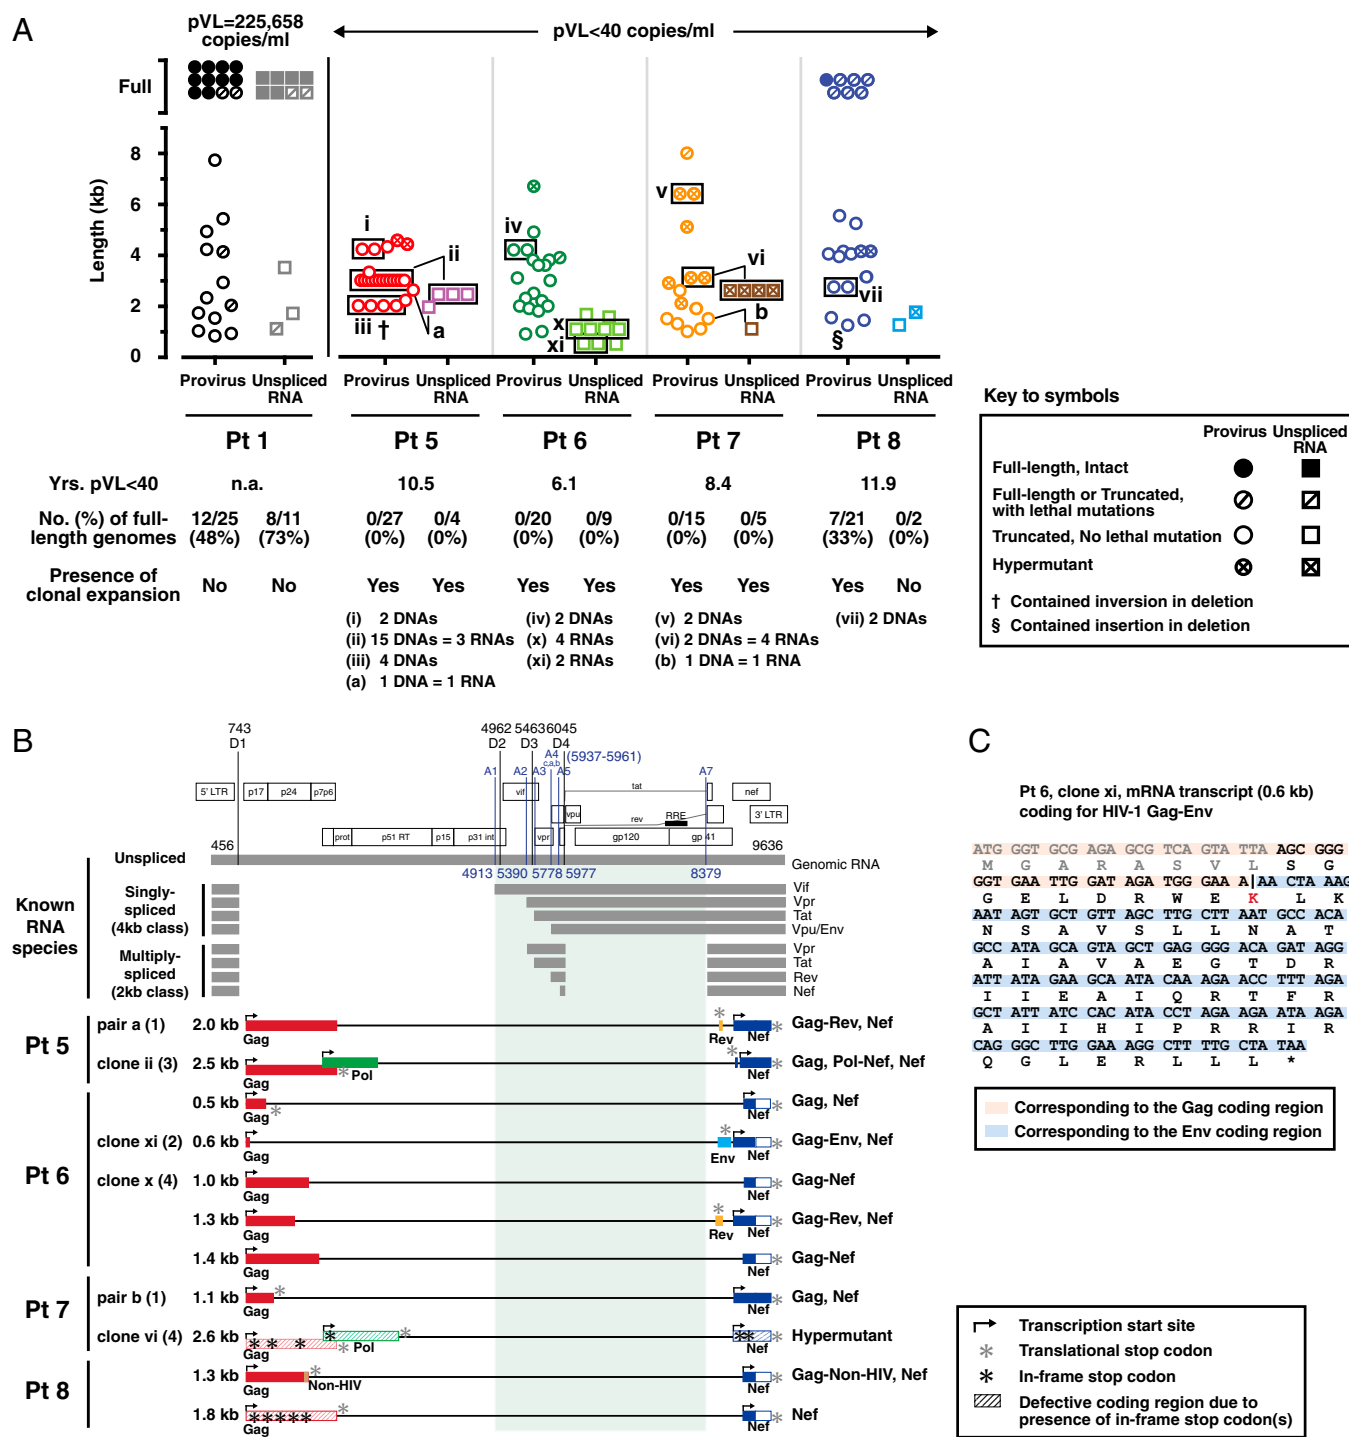 A
pVL=225,658
copies/ml
pVL<40 copies/ml
Full
8
6
4
2
0
Length (kb)
i
ii
iii †
a
iv
x
xi
v
vi
b
vii
§
Provirus Unspliced RNA
Provirus Unspliced RNA
Provirus Unspliced RNA
Provirus Unspliced RNA
Provirus Unspliced RNA
Pt 1 Pt 5 Pt 6 Pt 7 Pt 8
Yrs. pVL<40 n.a. 10.5 6.1 8.4 11.9
No. (%) of full- 12/25 8/11 0/27 0/4 0/20 0/9 0/15 0/5 7/21 0/2
length genomes (48%) (73%) (0%) (0%) (0%) (0%) (0%) (0%) (33%) (0%)
Presence of
clonal expansion No No Yes Yes Yes Yes Yes Yes Yes No
(i) 2 DNAs
(ii) 15 DNAs = 3 RNAs
(iii) 4 DNAs
(a) 1 DNA = 1 RNA
(iv) 2 DNAs
(x) 4 RNAs
(xi) 2 RNAs
(v) 2 DNAs
(vi) 2 DNAs = 4 RNAs
(b) 1 DNA = 1 RNA
(vii) 2 DNAs
Key to symbols
Provirus Unspliced
RNA
Full-length, Intact
Full-length or Truncated,
with lethal mutations
Truncated, No lethal mutation
Hypermutant
† Contained inversion in deletion
§ Contained insertion in deletion
B
743 4962 5463 6045
D1 D2 D3 D4
(5937-5961)
A1 A2 A3 A4 c,a,b A5 A7
5' LTR p17 p24 p7p6 vif vpu tat nef
rev RRE 3' LTR
prot p51 RT p15 p31 int vpr gp120 gp 41
456 9636
Unspliced Genomic RNA
4913 5390 5778 5977 8379
Known
RNA
species
Singly-
spliced
(4kb class)
Vif
Vpr
Tat
Vpu/Env
Multiply-
spliced
(2kb class)
Vpr
Tat
Rev
Nef
Pt 5
pair a (1) 2.0 kb Gag * Rev Nef * Gag-Rev, Nef
clone ii (3) 2.5 kb Gag * Pol * Nef * Gag, Pol-Nef, Nef
Pt 6
0.5 kb Gag * Nef * Gag, Nef
clone xi (2) 0.6 kb Gag * Env Nef * Gag-Env, Nef
clone x (4) 1.0 kb Gag Nef * Gag-Nef
1.3 kb Gag * Rev Nef * Gag-Rev, Nef
1.4 kb Gag Nef * Gag-Nef
Pt 7
pair b (1) 1.1 kb Gag * Nef * Gag, Nef
clone vi (4) 2.6 kb * * * Gag * * Pol * ** Nef * Hypermutant
Pt 8
1.3 kb Gag * Non-HIV Nef * Gag-Non-HIV, Nef
1.8 kb ***** Gag * Nef * Nef
C
Pt 6, clone xi, mRNA transcript (0.6 kb)
coding for HIV-1 Gag-Env
ATG GGT GCG AGA GCG TCA GTA TTA AGC GGG
M G A R A S V L S G
GGT GAA TTG GAT AGA TGG GAA A|AA CTA AAG
G E L D R W E K L K
AAT AGT GCT GTT AGC TTG CTT AAT GCC ACA
N S A V S L L N A T
GCC ATA GCA GTA GCT GAG GGG ACA GAT AGG
A I A V A E G T D R
ATT ATA GAA GCA ATA CAA AGA ACC TTT AGA
I I E A I Q R T F R
GCT ATT ATC CAC ATA CCT AGA AGA ATA AGA
A I I H I P R R I R
CAG GGC TTG GAA AGG CTT TTG CTA TAA
Q G L E R L L L *
Corresponding to the Gag coding region
Corresponding to the Env coding region
Transcription start site
* Translational stop codon
* In-frame stop codon
Defective coding region due to
presence of in-frame stop codon(s)